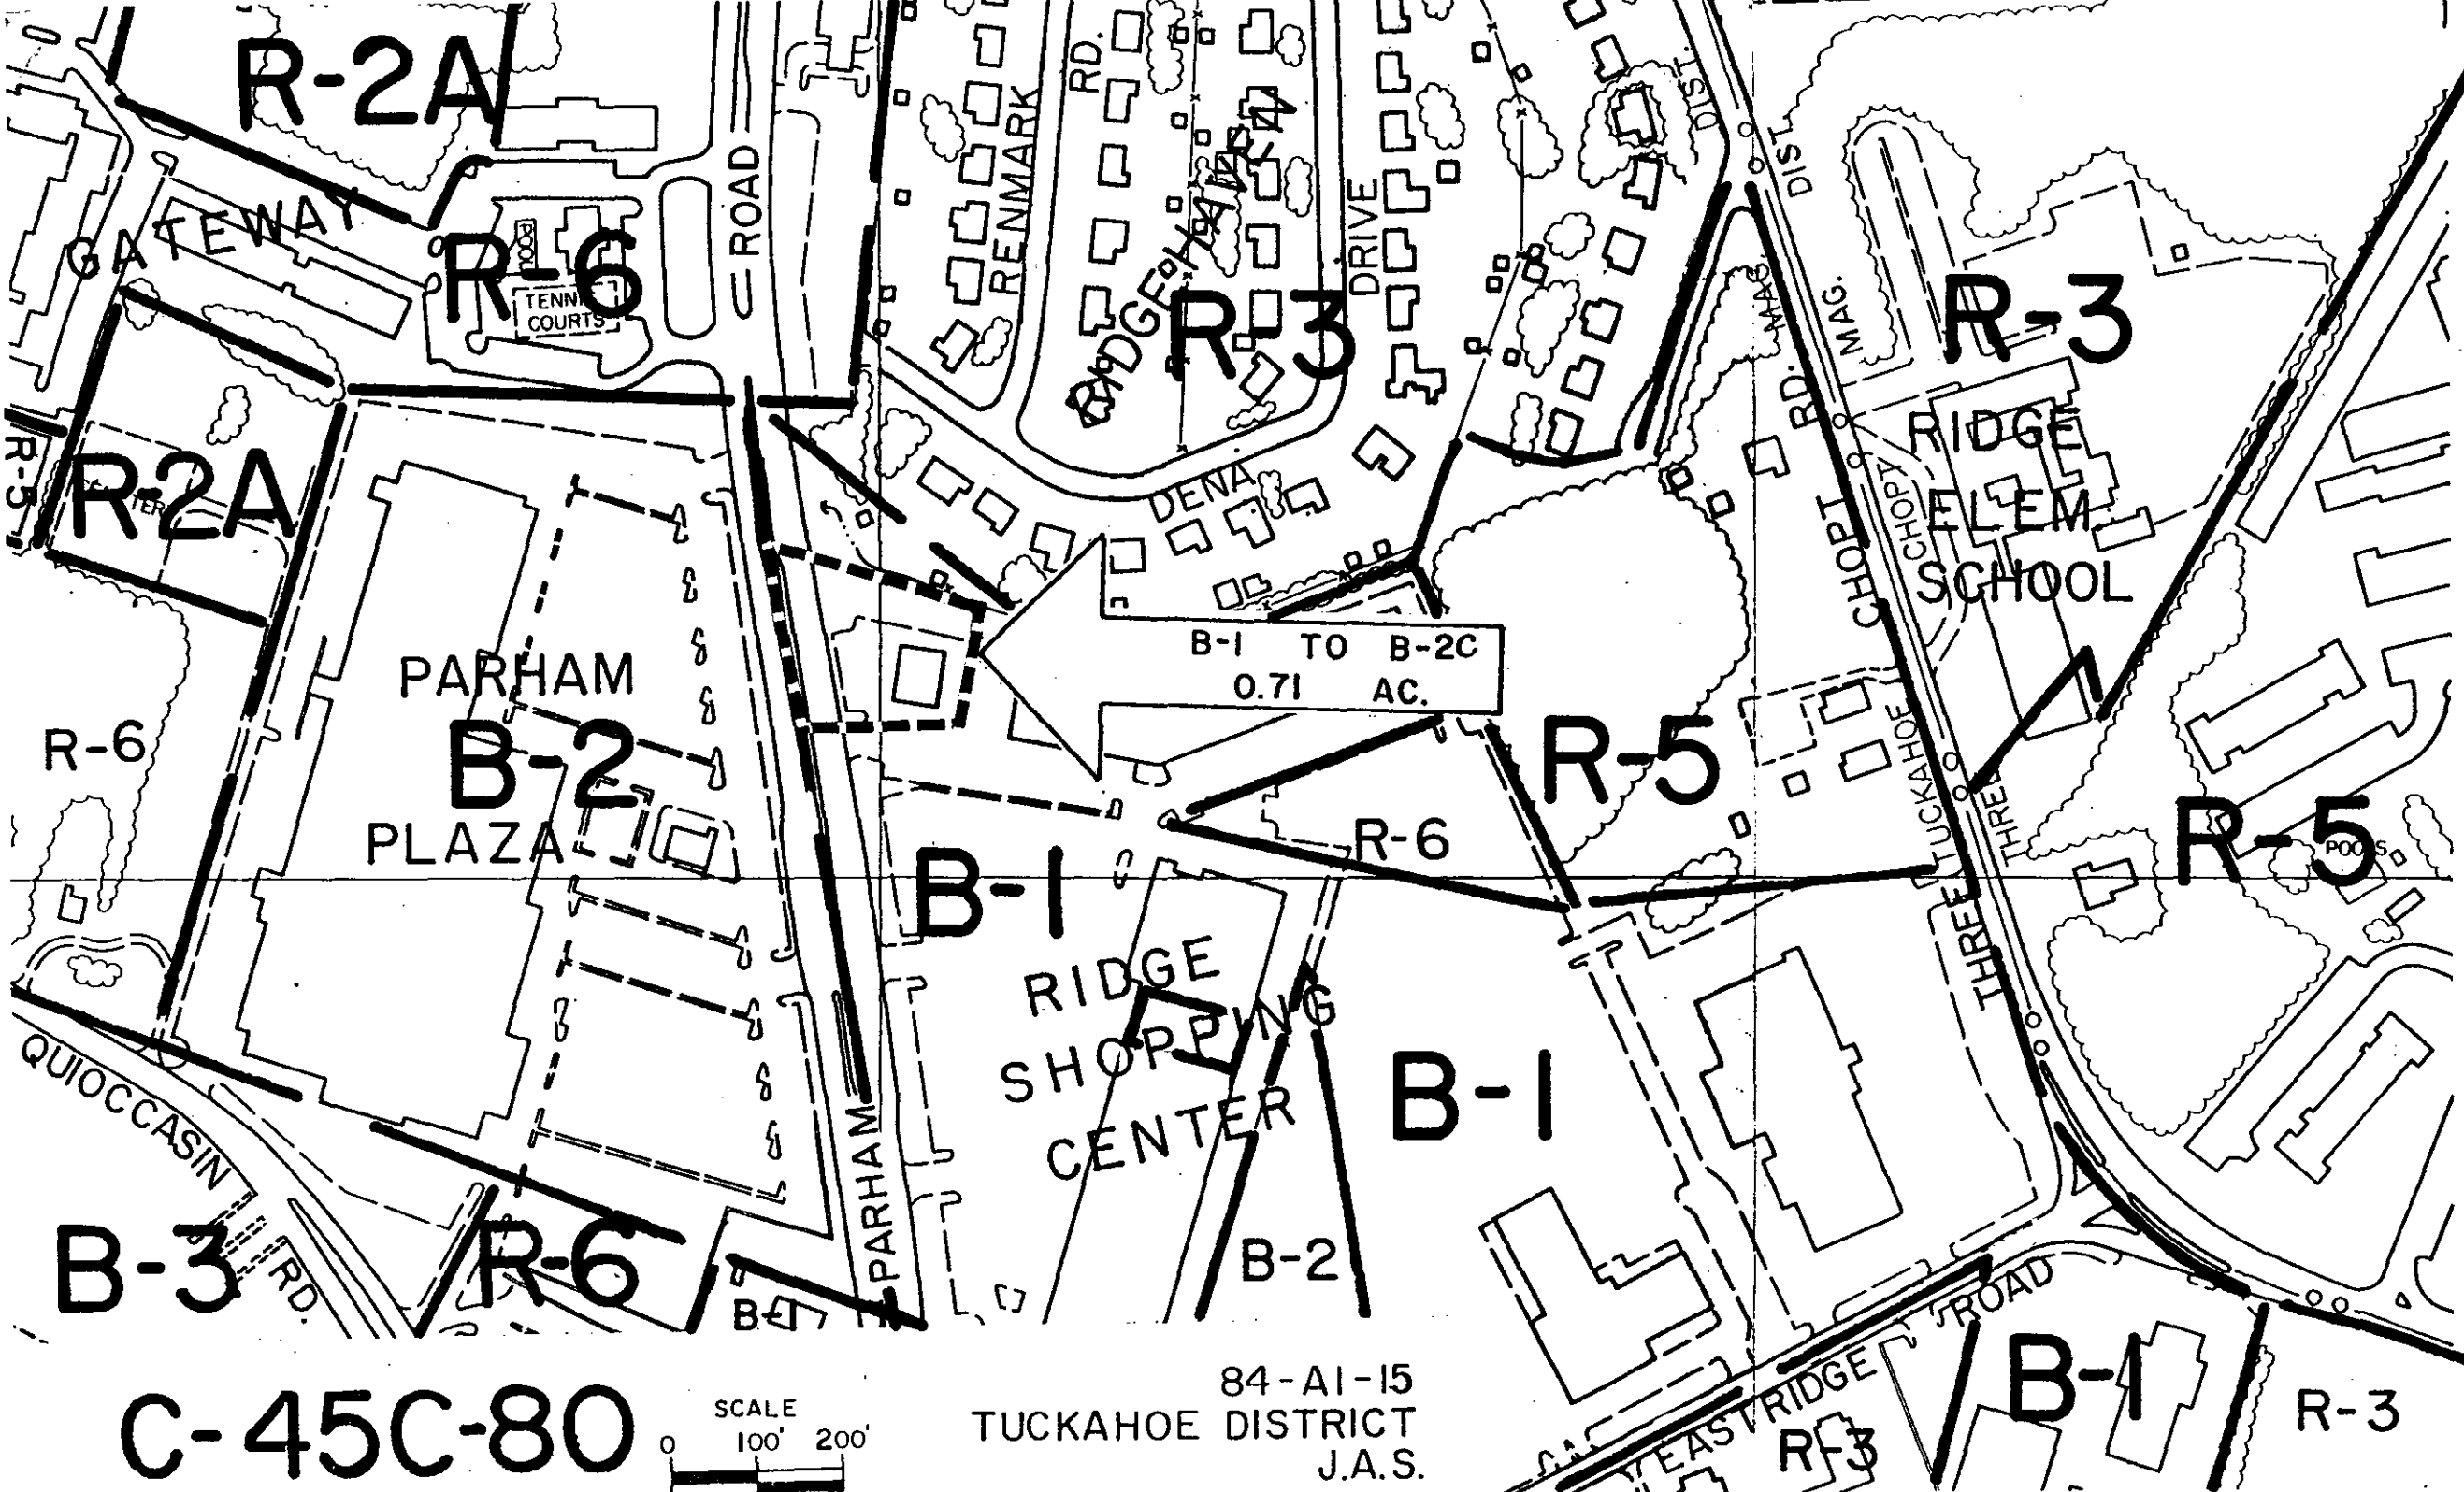 R-2A
RD.
DIST.
ROAD
RENMARK
DIST.
GATEWAY
POOL
R-6
TENNIS
COURTS
RIDGEHAVEN
R-3
DRIVE
MAG.
MAG.
R-3
RD.
RIDGE
ELEM.
SCHOOL
R-5
R-2A
DENA
CHOPT
CHOPT
B-1 TO B-2C
0.71 AC.
PARHAM
B-2
PLAZA
R-6
R-5
R-6
TUCKAHOE
THREE
THREE
R-5
POOLS
B-1
RIDGE
SHOPPING
CENTER
B-1
QUIOCCASIN
RD.
PARHAM
B-3
R-6
B-1
B-2
EASTRIDGE ROAD
B-1
R-3
R-3
C-45C-80
SCALE
0 100' 200'
84-A1-15
TUCKAHOE DISTRICT
J.A.S.